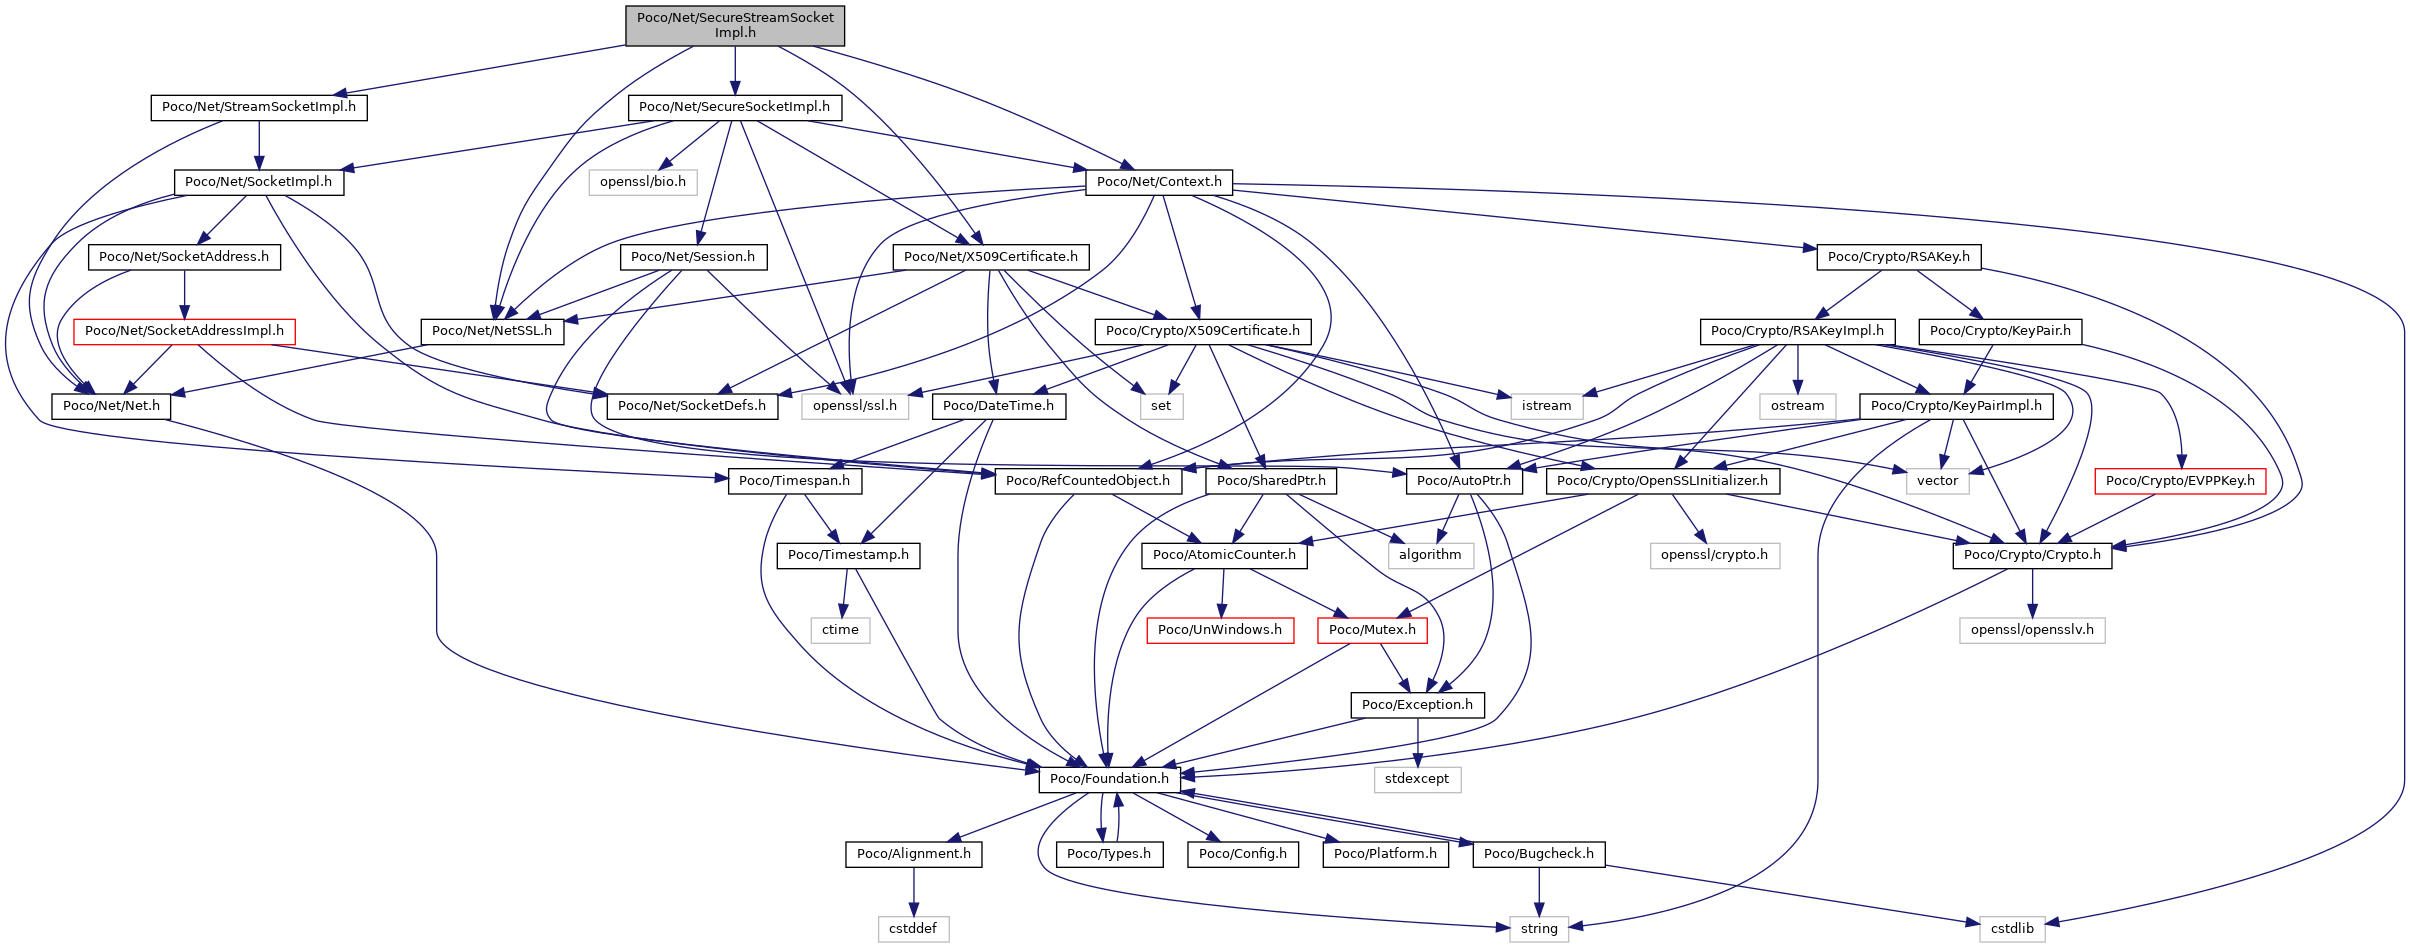 Poco/Net/SecureStreamSocket
Impl.h
Poco/Net/StreamSocketImpl.h
Poco/Net/SecureSocketImpl.h
Poco/Net/SocketImpl.h
openssl/bio.h
Poco/Net/Context.h
Poco/Net/SocketAddress.h
Poco/Net/Session.h
Poco/Net/X509Certificate.h
Poco/Crypto/RSAKey.h
Poco/Net/SocketAddressImpl.h
Poco/Net/NetSSL.h
Poco/Crypto/X509Certificate.h
Poco/Crypto/RSAKeyImpl.h
Poco/Crypto/KeyPair.h
Poco/Net/Net.h
Poco/Net/SocketDefs.h
openssl/ssl.h
Poco/DateTime.h
set
istream
ostream
Poco/Crypto/KeyPairImpl.h
Poco/Timespan.h
Poco/RefCountedObject.h
Poco/SharedPtr.h
Poco/AutoPtr.h
Poco/Crypto/OpenSSLInitializer.h
vector
Poco/Crypto/EVPPKey.h
Poco/Timestamp.h
Poco/AtomicCounter.h
algorithm
openssl/crypto.h
Poco/Crypto/Crypto.h
ctime
Poco/UnWindows.h
Poco/Mutex.h
openssl/opensslv.h
Poco/Exception.h
Poco/Foundation.h
stdexcept
Poco/Alignment.h
Poco/Types.h
Poco/Config.h
Poco/Platform.h
Poco/Bugcheck.h
cstddef
string
cstdlib